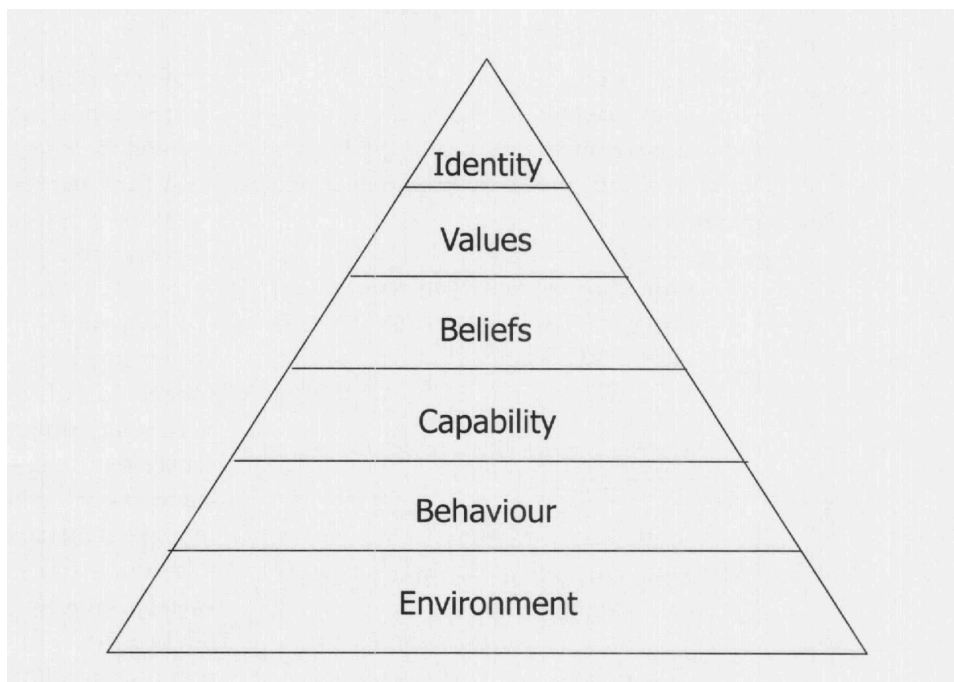 Identity
Values
Beliefs
Capability
Behaviour
Environment